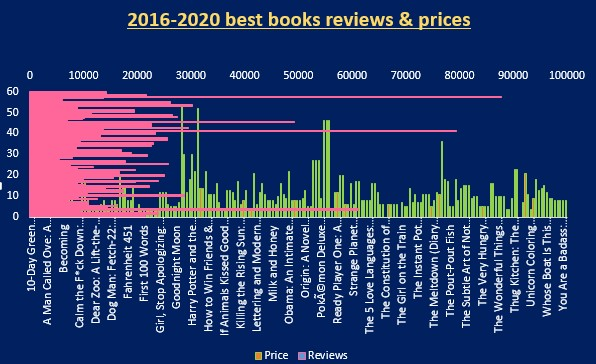 2016-2020 best books reviews & prices
0 10000 20000 30000 40000 50000 60000 70000 80000 90000 100000
60
50
40
30
20
10
0
10-Day Green…
A Man Called Ove: A…
Becoming
Calm the F*ck Down:…
Dear Zoo: A Lift-the-…
Dog Man: Fetch-22…
Fahrenheit 451
First 100 Words
Girl, Stop Apologizing:…
Goodnight Moon
Harry Potter and the…
How to Win Friends &…
If Animals Kissed Good…
Killing the Rising Sun:…
Lettering and Modern…
Milk and Honey
Obama: An Intimate…
Origin: A Novel…
PokÃ©mon Deluxe…
Ready Player One: A…
Strange Planet…
The 5 Love Languages:…
The Constitution of…
The Girl on the Train
The Instant Pot…
The Meltdown (Diary…
The Pout-Pout Fish
The Subtle Art of Not…
The Very Hungry…
The Wonderful Things…
Thug Kitchen: The…
Unicorn Coloring…
Whose Boat Is This…
You Are a Badass:…
Price Reviews